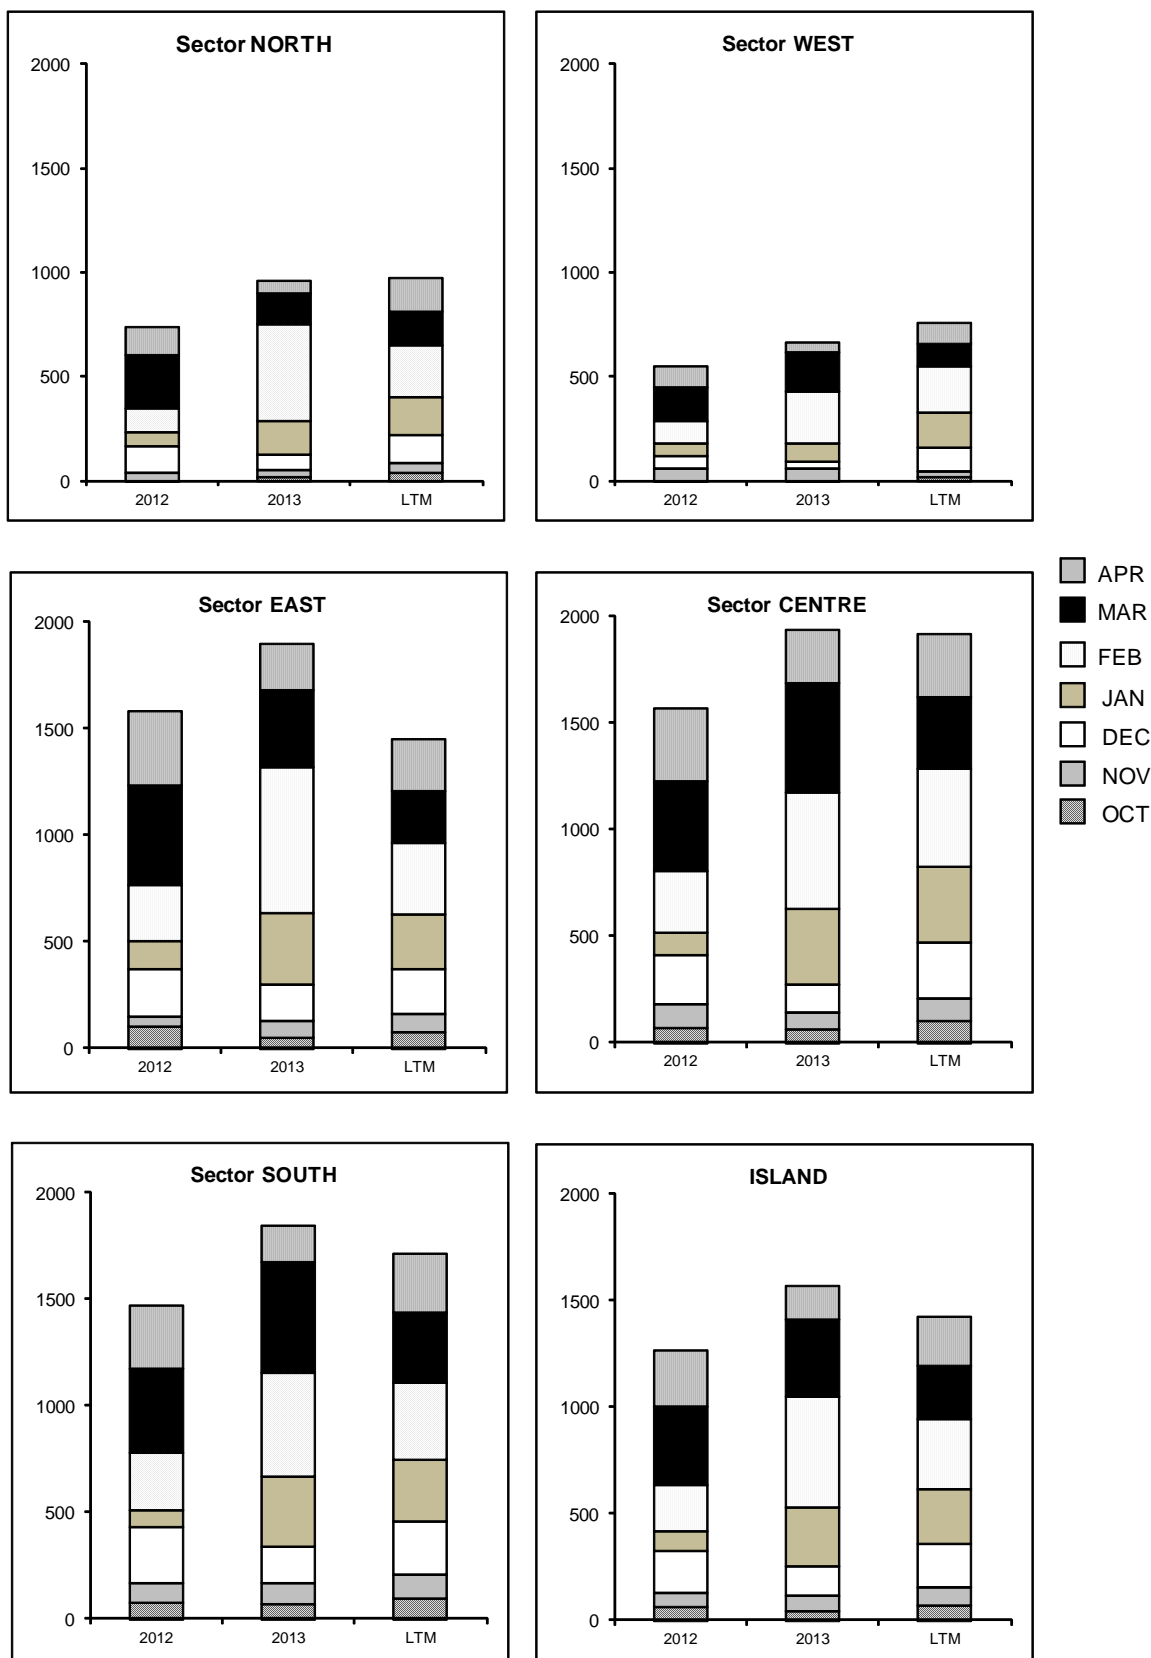 Sector NORTH
2000
1500
1000
500
0
2012 2013 LTM
Sector WEST
2000
1500
1000
500
0
2012 2013 LTM
Sector EAST
2000
1500
1000
500
0
2012 2013 LTM
Sector CENTRE
2000
1500
1000
500
0
2012 2013 LTM
APR
MAR
FEB
JAN
DEC
NOV
OCT
Sector SOUTH
2000
1500
1000
500
0
2012 2013 LTM
ISLAND
2000
1500
1000
500
0
2012 2013 LTM